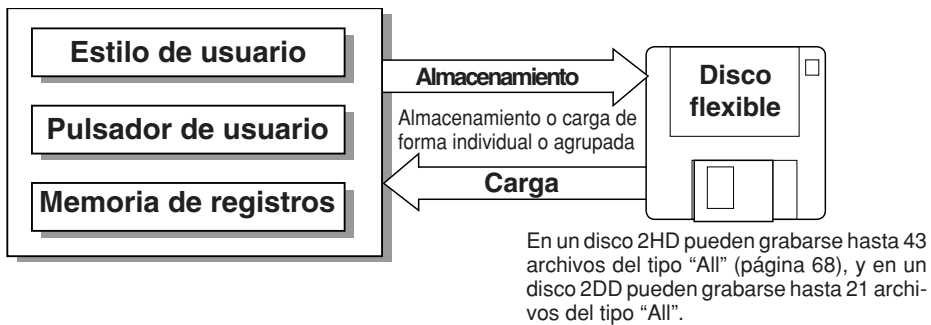 Estilo de usuario
Pulsador de usuario
Memoria de registros
Almacenamiento
Almacenamiento o carga de
forma individual o agrupada
Carga
Disco
flexible
En un disco 2HD pueden grabarse hasta 43
archivos del tipo “All” (página 68), y en un
disco 2DD pueden grabarse hasta 21 archi-
vos del tipo “All”.